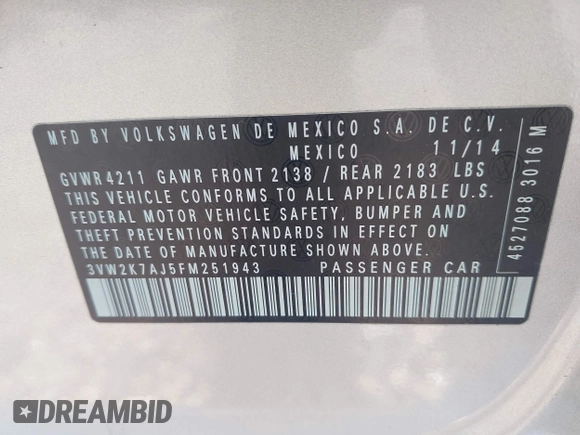 MFD BY VOLKSWAGEN DE MEXICO S.A. DE C.V.
MEXICO 11/14
GVWR 4211 GAWR FRONT 2138 / REAR 2183 LBS
THIS VEHICLE CONFORMS TO ALL APPLICABLE U.S.
FEDERAL MOTOR VEHICLE SAFETY, BUMPER AND
THEFT PREVENTION STANDARDS IN EFFECT ON
THE DATE OF MANUFACTURE SHOWN ABOVE.
3VW2K7AJ5FM251943 PASSENGER CAR
4527088 3016 M
DREAMBID